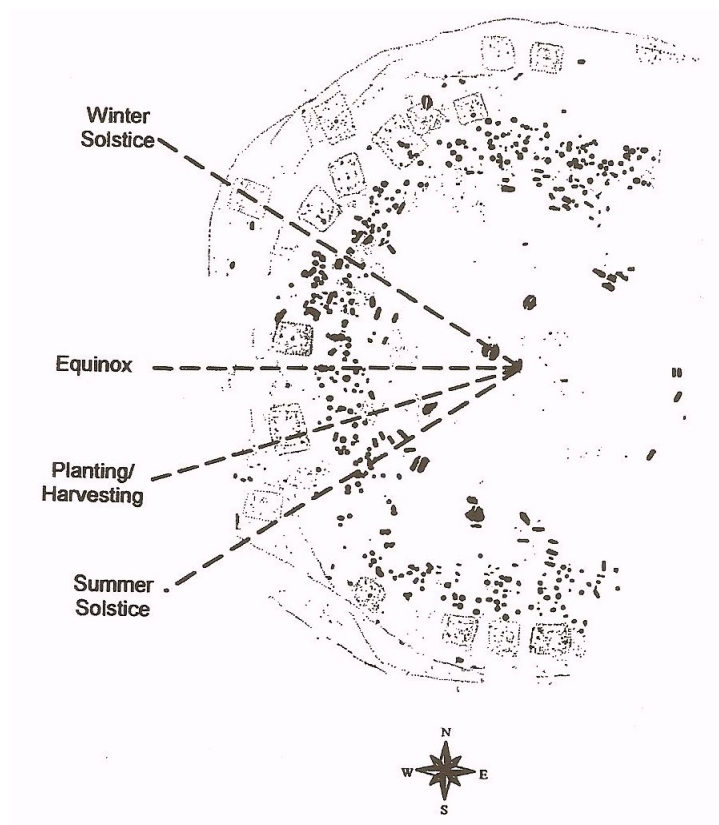 Winter
Solstice
Equinox
Planting/
Harvesting
Summer
Solstice
N
W E
S